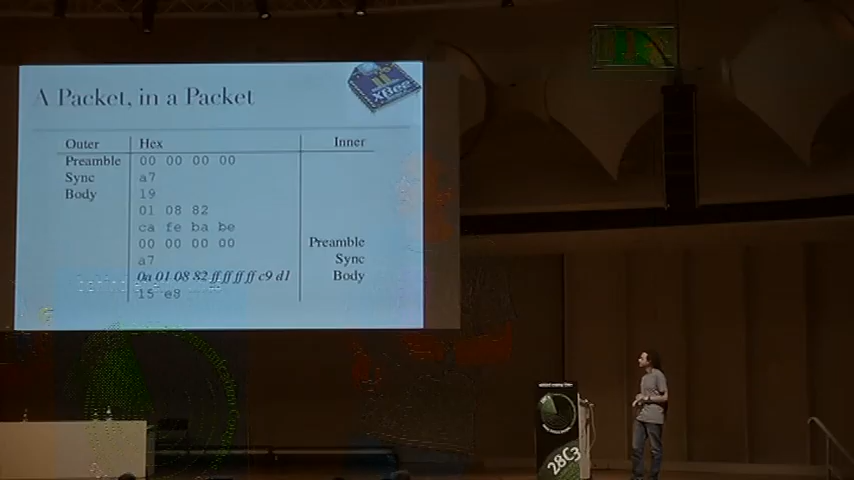 A Packet, in a Packet
XBee
Outer Hex Inner
Preamble 00 00 00 00
Sync a7
Body 19
01 08 82
ca fe ba be
00 00 00 00 Preamble
a7 Sync
0a 01 08 82 ff ff ff ff c9 d1 Body
15 e8
28C3